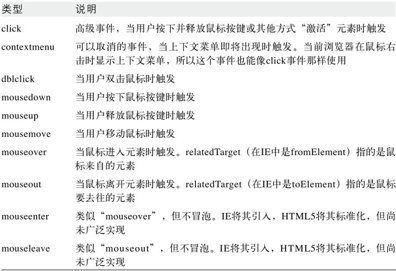 类型 说明
click 高级事件，当用户按下并释放鼠标按键或其他方式“激活”元素时触发
contextmenu 可以取消的事件，当上下文菜单即将出现时触发。当前浏览器在鼠标右
击时显示上下文菜单，所以这个事件也能像click事件那样使用
dblclick 当用户双击鼠标时触发
mousedown 当用户按下鼠标按键时触发
mouseup 当用户释放鼠标按键时触发
mousemove 当用户移动鼠标时触发
mouseover 当鼠标进入元素时触发。relatedTarget（在IE中是fromElement）指的是鼠
标来自的元素
mouseout 当鼠标离开元素时触发。relatedTarget（在IE中是toElement）指的是鼠标
要去往的元素
mouseenter 类似“mouseover”，但不冒泡。IE将其引入，HTML5将其标准化，但尚
未广泛实现
mouseleave 类似“mouseout”，但不冒泡。IE将其引入，HTML5将其标准化，但尚
未广泛实现